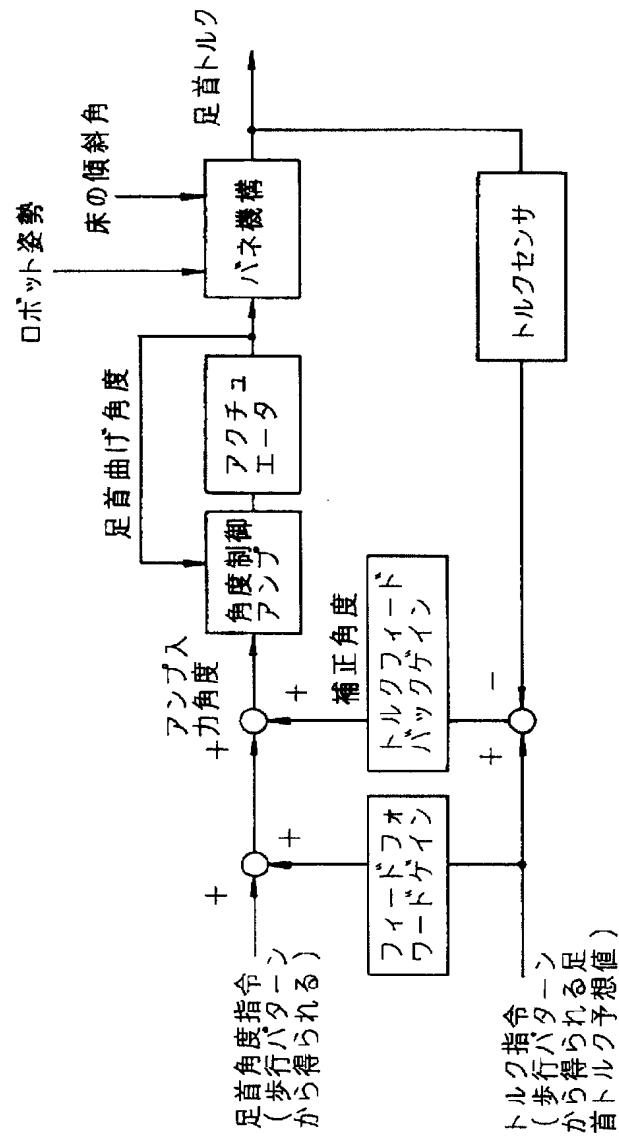 ロボット姿勢
床の傾斜角
足首曲げ角度
アンプ入
力角度
角度制御
アンプ
アクチュ
エータ
バネ機構
足首トルク
+
+
+
+
補正角度
足首角度指令
(歩行パターン
から得られる)
フィードフォ
ワードゲイン
トルクフィード
バックゲイン
トルクセンサ
+
-
トルク指令
(歩行パターン
から得られる足
首トルク予想値)